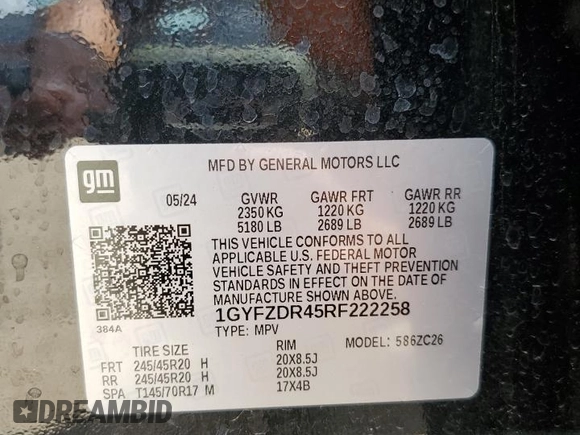 gm
MFD BY GENERAL MOTORS LLC
05/24 GVWR GAWR FRT GAWR RR
2350 KG 1220 KG 1220 KG
5180 LB 2689 LB 2689 LB
THIS VEHICLE CONFORMS TO ALL
APPLICABLE U.S. FEDERAL MOTOR
VEHICLE SAFETY AND THEFT PREVENTION
STANDARDS IN EFFECT ON THE DATE OF
MANUFACTURE SHOWN ABOVE.
384A
1GYFZDR45RF222258
TYPE: MPV MODEL: 586ZC26
TIRE SIZE RIM
FRT 245/45R20 H 20X8.5J
RR 245/45R20 H 20X8.5J
SPA T145/70R17 M 17X4B
DREAMBID